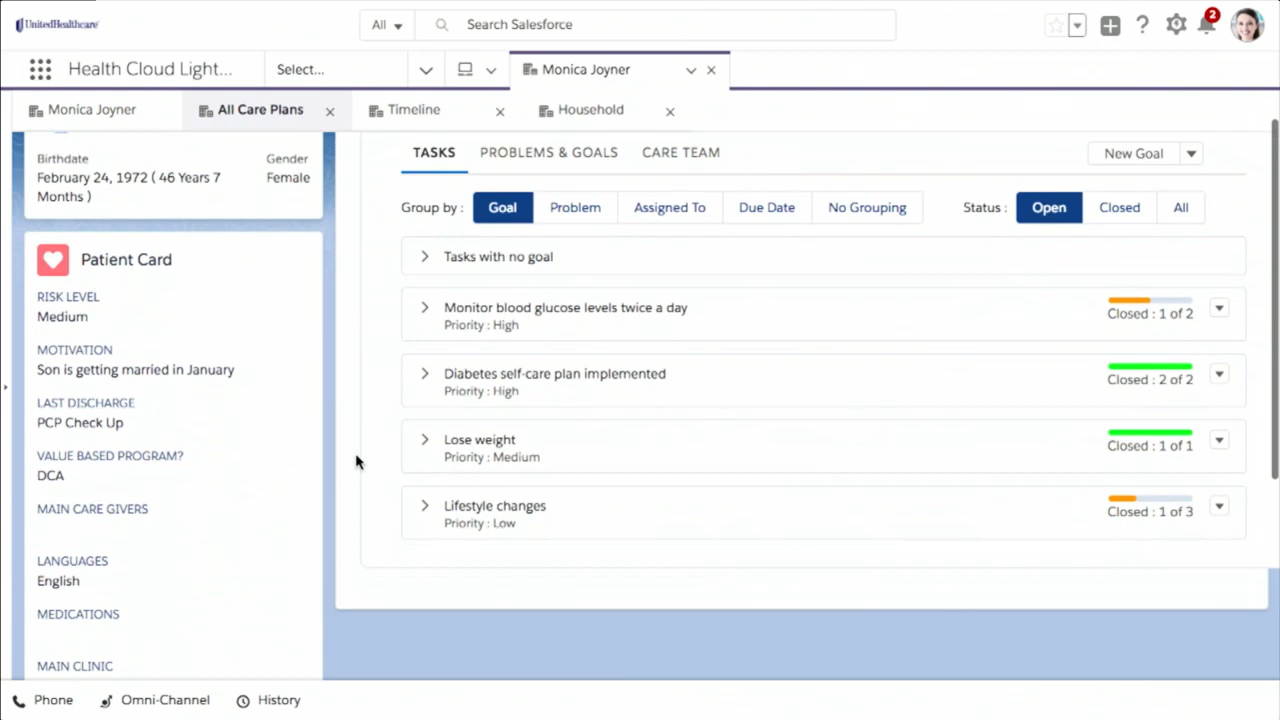 UnitedHealthcare
All
Search Salesforce
2
Health Cloud Light...
Select...
Monica Joyner
Monica Joyner
All Care Plans
Timeline
Household
Birthdate
Gender
February 24, 1972 ( 46 Years 7
Months )
Female
Patient Card
RISK LEVEL
Medium
MOTIVATION
Son is getting married in January
LAST DISCHARGE
PCP Check Up
VALUE BASED PROGRAM?
DCA
MAIN CARE GIVERS
LANGUAGES
English
MEDICATIONS
MAIN CLINIC
TASKS
PROBLEMS & GOALS
CARE TEAM
New Goal
Group by :
Goal
Problem
Assigned To
Due Date
No Grouping
Status :
Open
Closed
All
Tasks with no goal
Monitor blood glucose levels twice a day
Priority : High
Closed : 1 of 2
Diabetes self-care plan implemented
Priority : High
Closed : 2 of 2
Lose weight
Priority : Medium
Closed : 1 of 1
Lifestyle changes
Priority : Low
Closed : 1 of 3
Phone
Omni-Channel
History